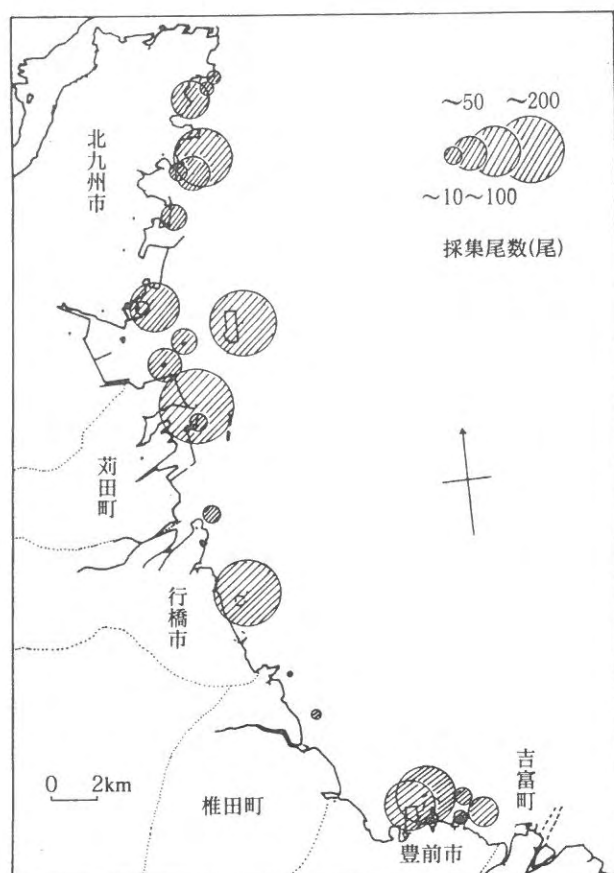 北九州市
~50 ~200
~10~100
採集尾数(尾)
苅田町
行橋市
0 2km
椎田町
吉富町
豊前市